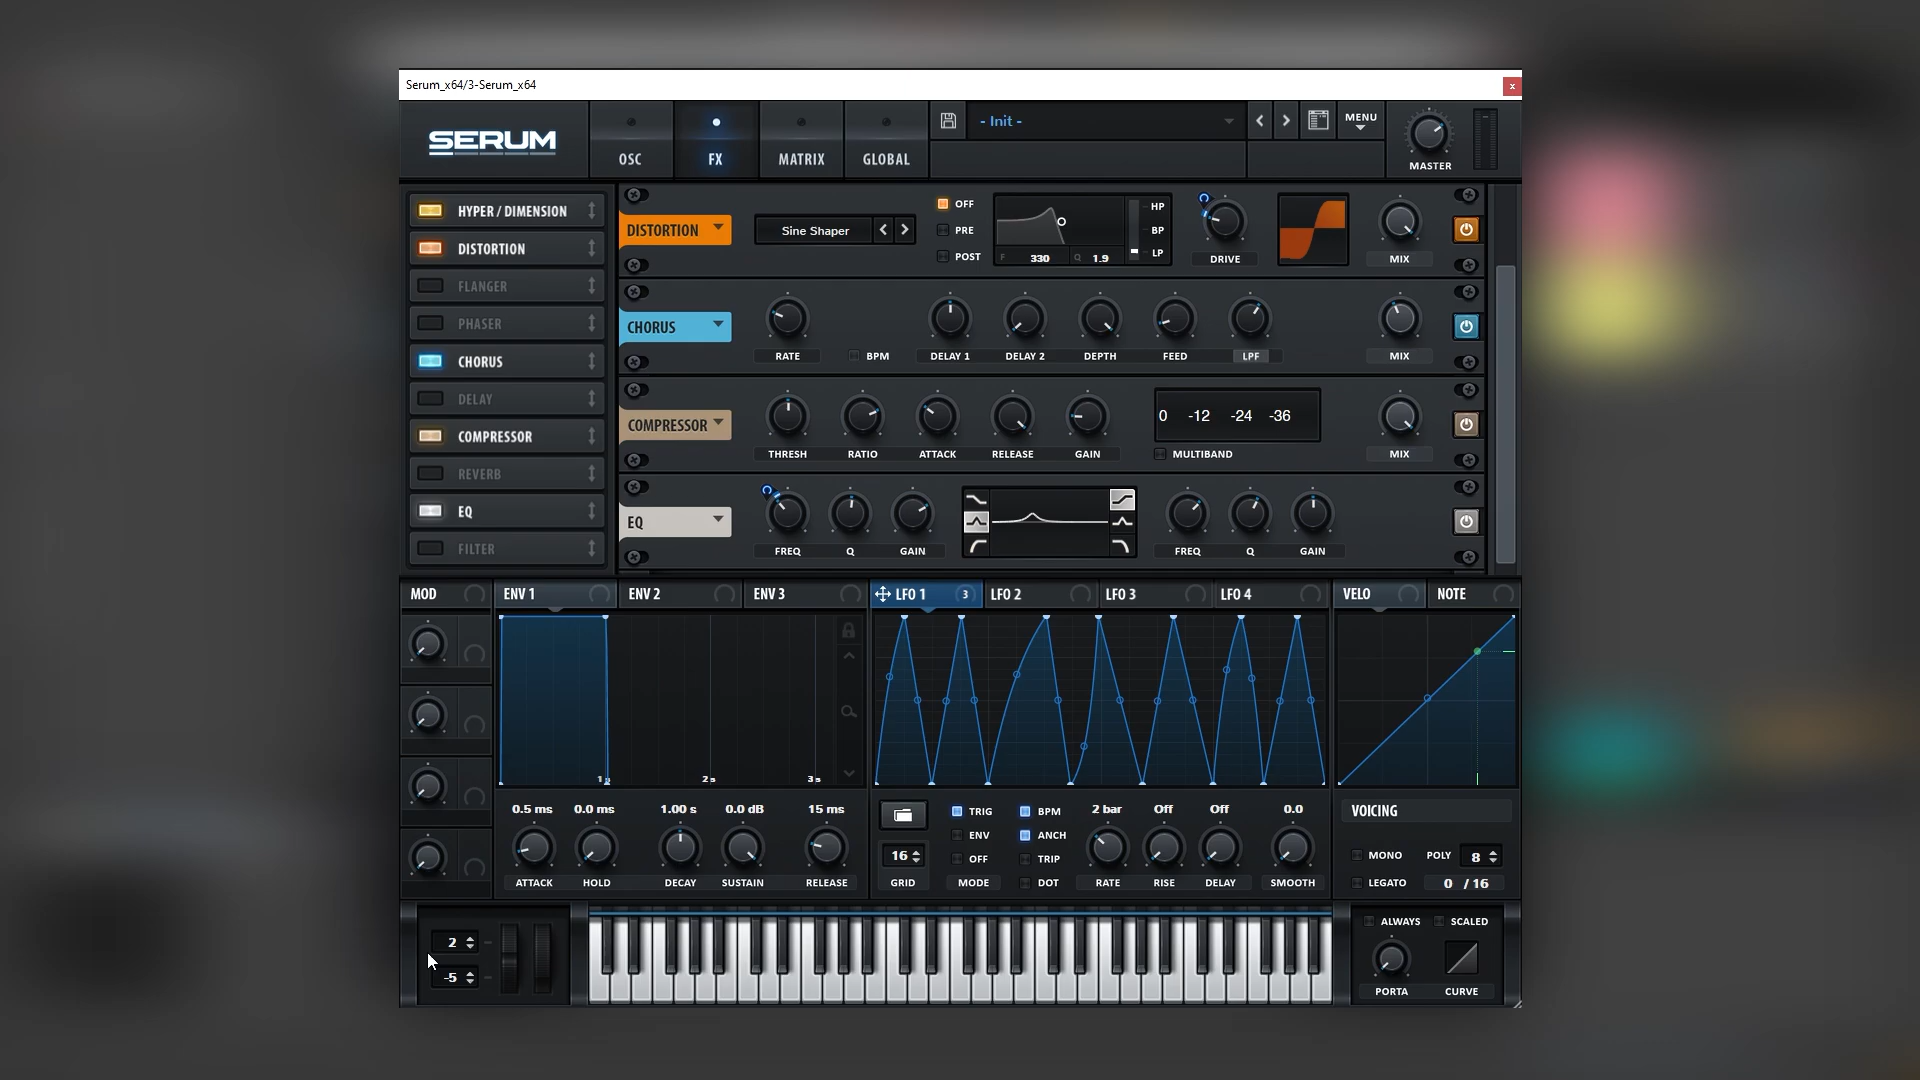 Serum_x64/3-Serum_x64
x
SERUM
OSC
FX
MATRIX
GLOBAL
- Init -
MENU
MASTER
HYPER / DIMENSION
DISTORTION
FLANGER
PHASER
CHORUS
DELAY
COMPRESSOR
REVERB
EQ
FILTER
DISTORTION
Sine Shaper
OFF
PRE
POST
F 330 Q 1.9
HP
BP
LP
DRIVE
MIX
CHORUS
RATE BPM DELAY 1 DELAY 2 DEPTH FEED LPF MIX
COMPRESSOR
0 -12 -24 -36
THRESH RATIO ATTACK RELEASE GAIN MULTIBAND MIX
EQ
FREQ Q GAIN FREQ Q GAIN
MOD ENV 1 ENV 2 ENV 3 LFO 1 3 LFO 2 LFO 3 LFO 4 VELO NOTE
1s 2s 3s
0.5 ms 0.0 ms 1.00 s 0.0 dB 15 ms
ATTACK HOLD DECAY SUSTAIN RELEASE
16
GRID
TRIG
ENV
OFF
MODE
BPM
ANCH
TRIP
DOT
2 bar Off Off 0.0
RATE RISE DELAY SMOOTH
VOICING
MONO POLY 8
LEGATO 0 / 16
2
-5
ALWAYS SCALED
PORTA CURVE